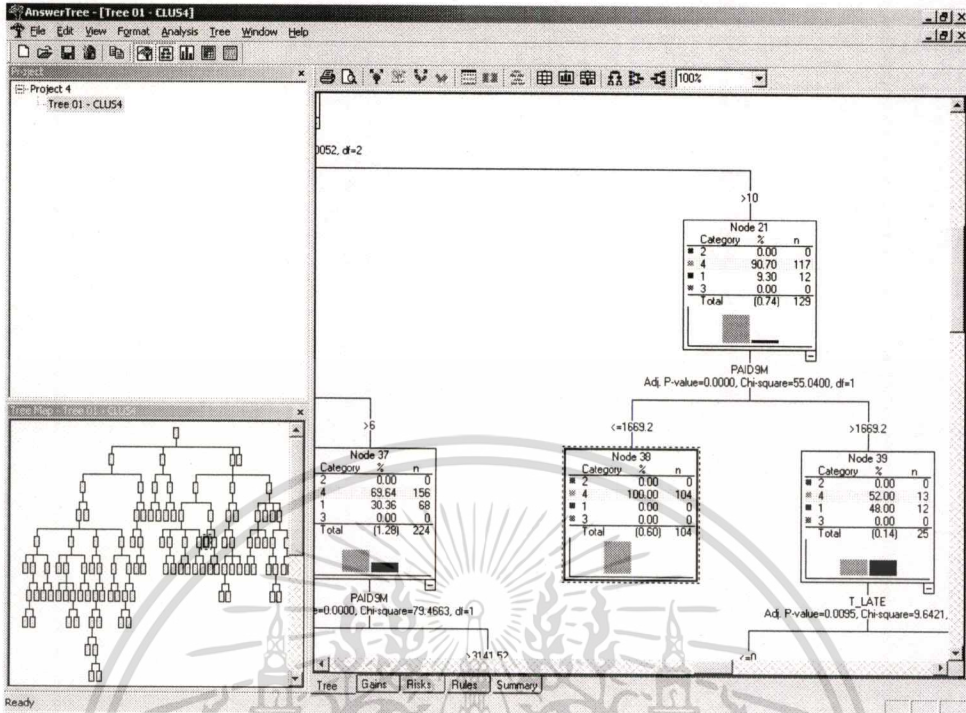 AnswerTree - [Tree 01 - CLUS4]
File Edit View Format Analysis Tree Window Help
Project
100%
Project 4
Tree 01 - CLUS4
0052, df=2
>10
Node 21
Category % n
2 0.00 0
4 90.70 117
1 9.30 12
3 0.00 0
Total (0.74) 129
PAID9M
Adj. P-value=0.0000, Chi-square=55.0400, df=1
Tree Map - Tree 01 - CLUS4
>6
<=1669.2
>1669.2
Node 37
Category % n
2 0.00 0
4 69.64 156
1 30.36 68
3 0.00 0
Total (1.28) 224
PAID9M
e=0.0000, Chi-square=79.4663, df=1
>3141.52
Node 38
Category % n
2 0.00 0
4 100.00 104
1 0.00 0
3 0.00 0
Total (0.60) 104
Node 39
Category % n
2 0.00 0
4 52.00 13
1 48.00 12
3 0.00 0
Total (0.14) 25
T_LATE
Adj. P-value=0.0095, Chi-square=9.6421,
<=0
Tree Gains Risks Rules Summary
Ready